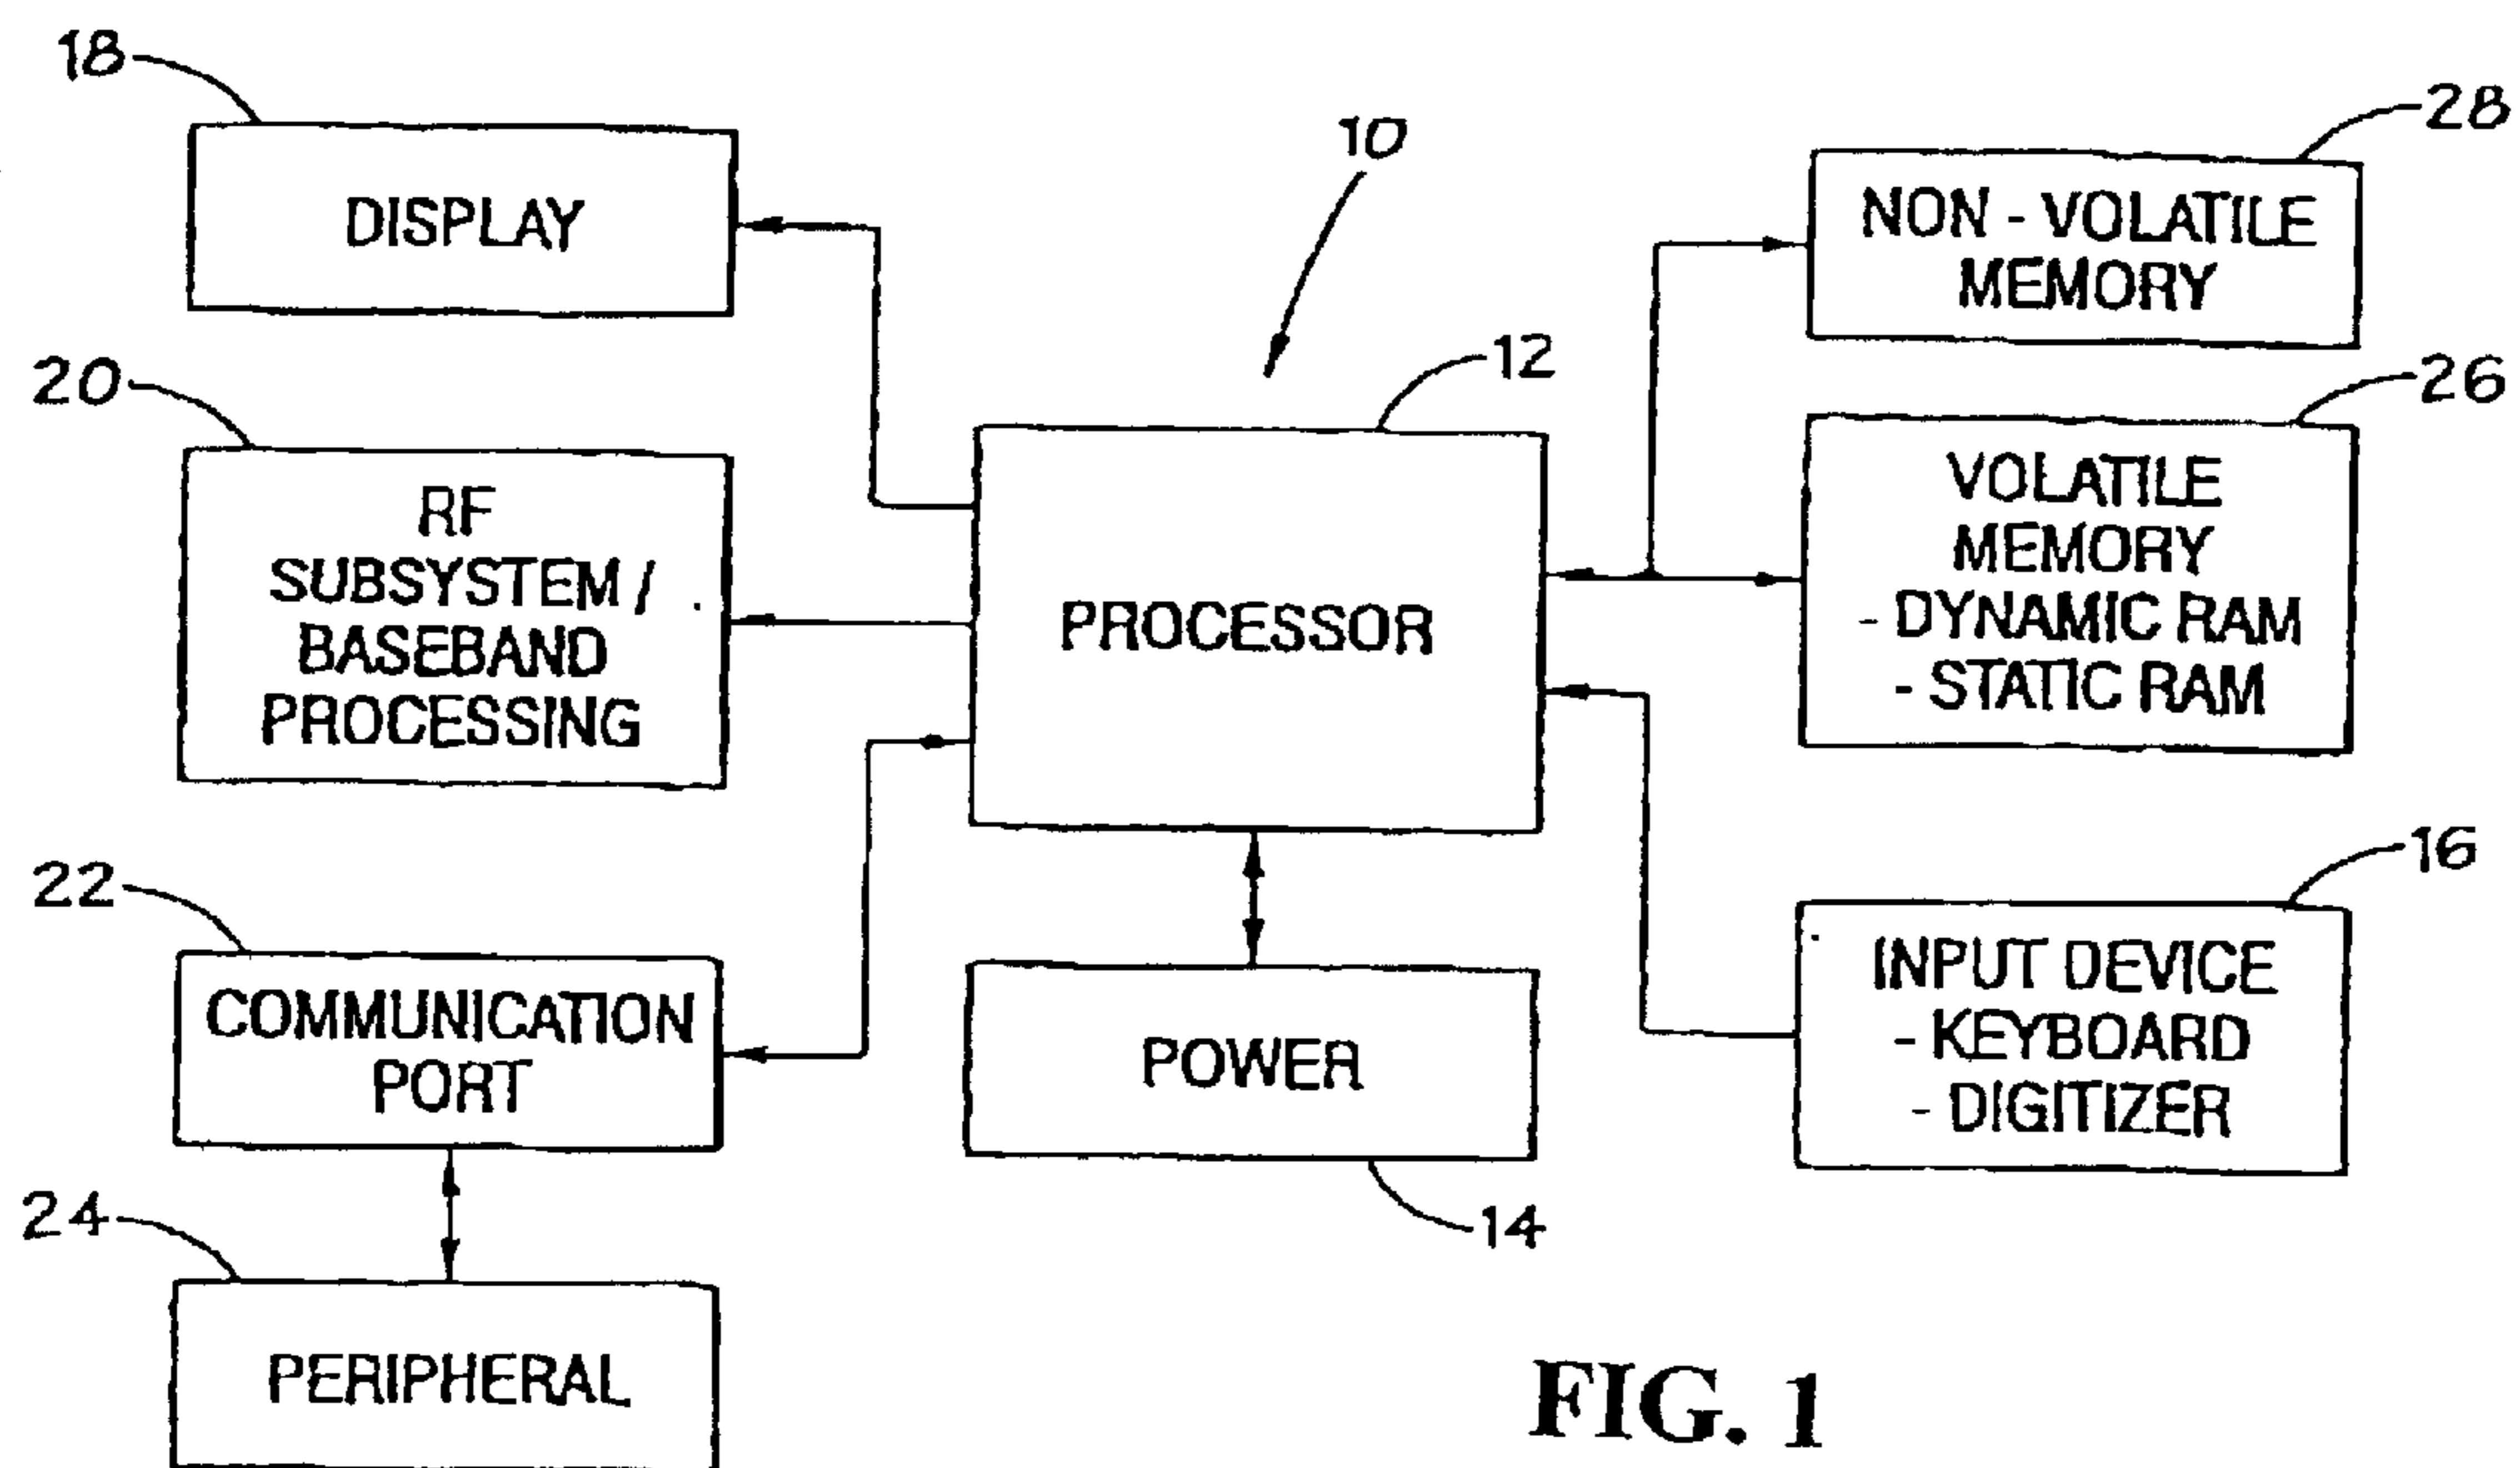 18
DISPLAY
10
28
NON - VOLATILE
MEMORY
20
RF
SUBSYSTEM /
BASEBAND
PROCESSING
12
PROCESSOR
26
VOLATILE
MEMORY
- DYNAMIC RAM
- STATIC RAM
22
COMMUNICATION
PORT
POWER
14
16
INPUT DEVICE
- KEYBOARD
- DIGITIZER
24
PERIPHERAL
FIG. 1